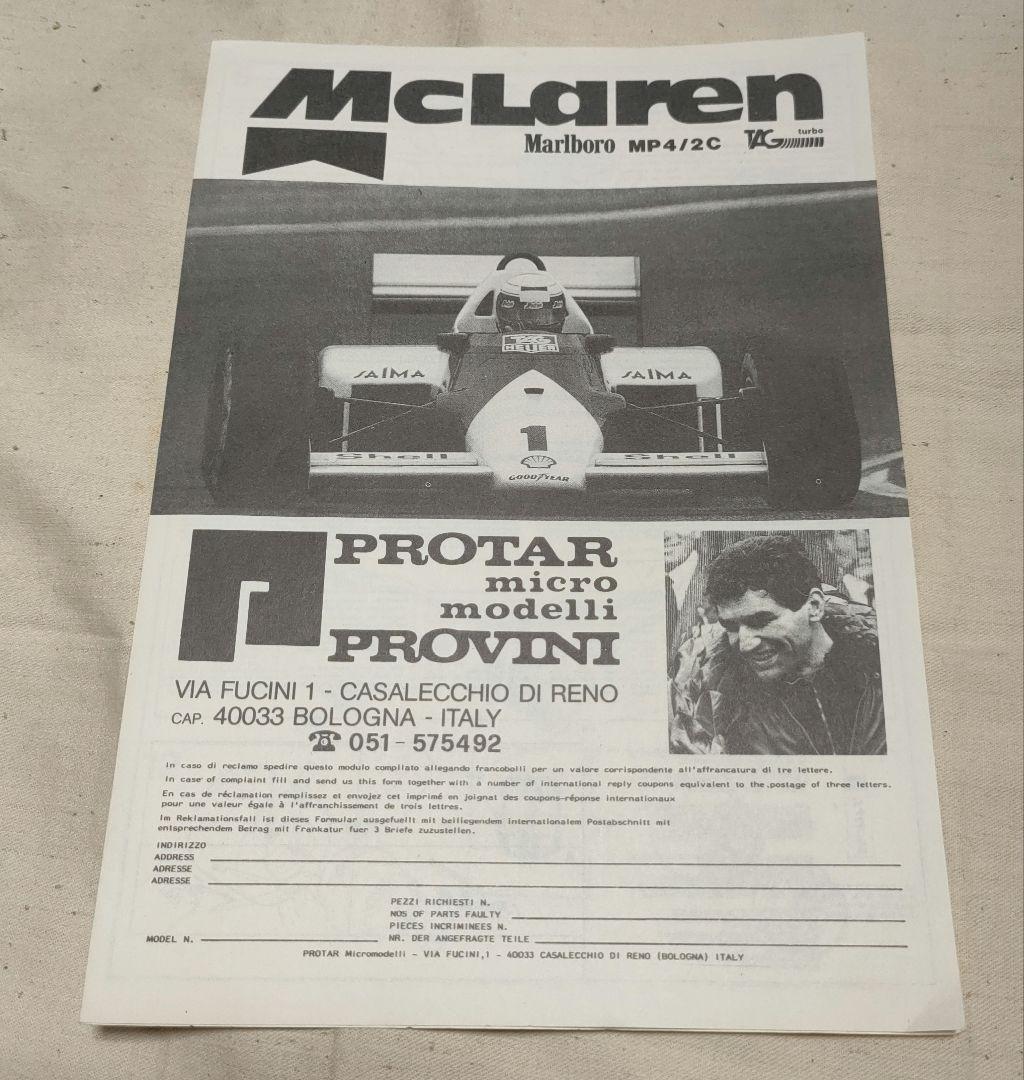 McLaren
Marlboro MP4/2C TAG turbo
TAG
HEUER
SAIMA SAIMA
1
Shell Shell
GOODYEAR
PROTAR
micro
modelli
PROVINI
VIA FUCINI 1 - CASALECCHIO DI RENO
CAP. 40033 BOLOGNA - ITALY
☎ 051 - 575492
In caso di reclamo spedire questo modulo compilato allegando francobolli per un valore corrispondente all'affrancatura di tre lettere.
In case of complaint fill and send us this form together with a number of international reply coupons equivalent to the postage of three letters.
En cas de réclamation remplissez et envojez cet imprimé en joignat des coupons-réponse internationaux
pour une valeur égale à l'affranchissement de trois lettres.
Im Reklamationsfall ist dieses Formular ausgefuellt mit beiliegendem internationalem Postabschnitt mit
entsprechendem Betrag mit Frankatur fuer 3 Briefe zuzustellen.
INDIRIZZO
ADDRESS
ADRESSE
ADRESSE
PEZZI RICHIESTI N.
NOS OF PARTS FAULTY
PIECES INCRIMINEES N.
MODEL N. NR. DER ANGEFRAGTE TEILE
PROTAR Micromodelli - VIA FUCINI,1 - 40033 CASALECCHIO DI RENO (BOLOGNA) ITALY